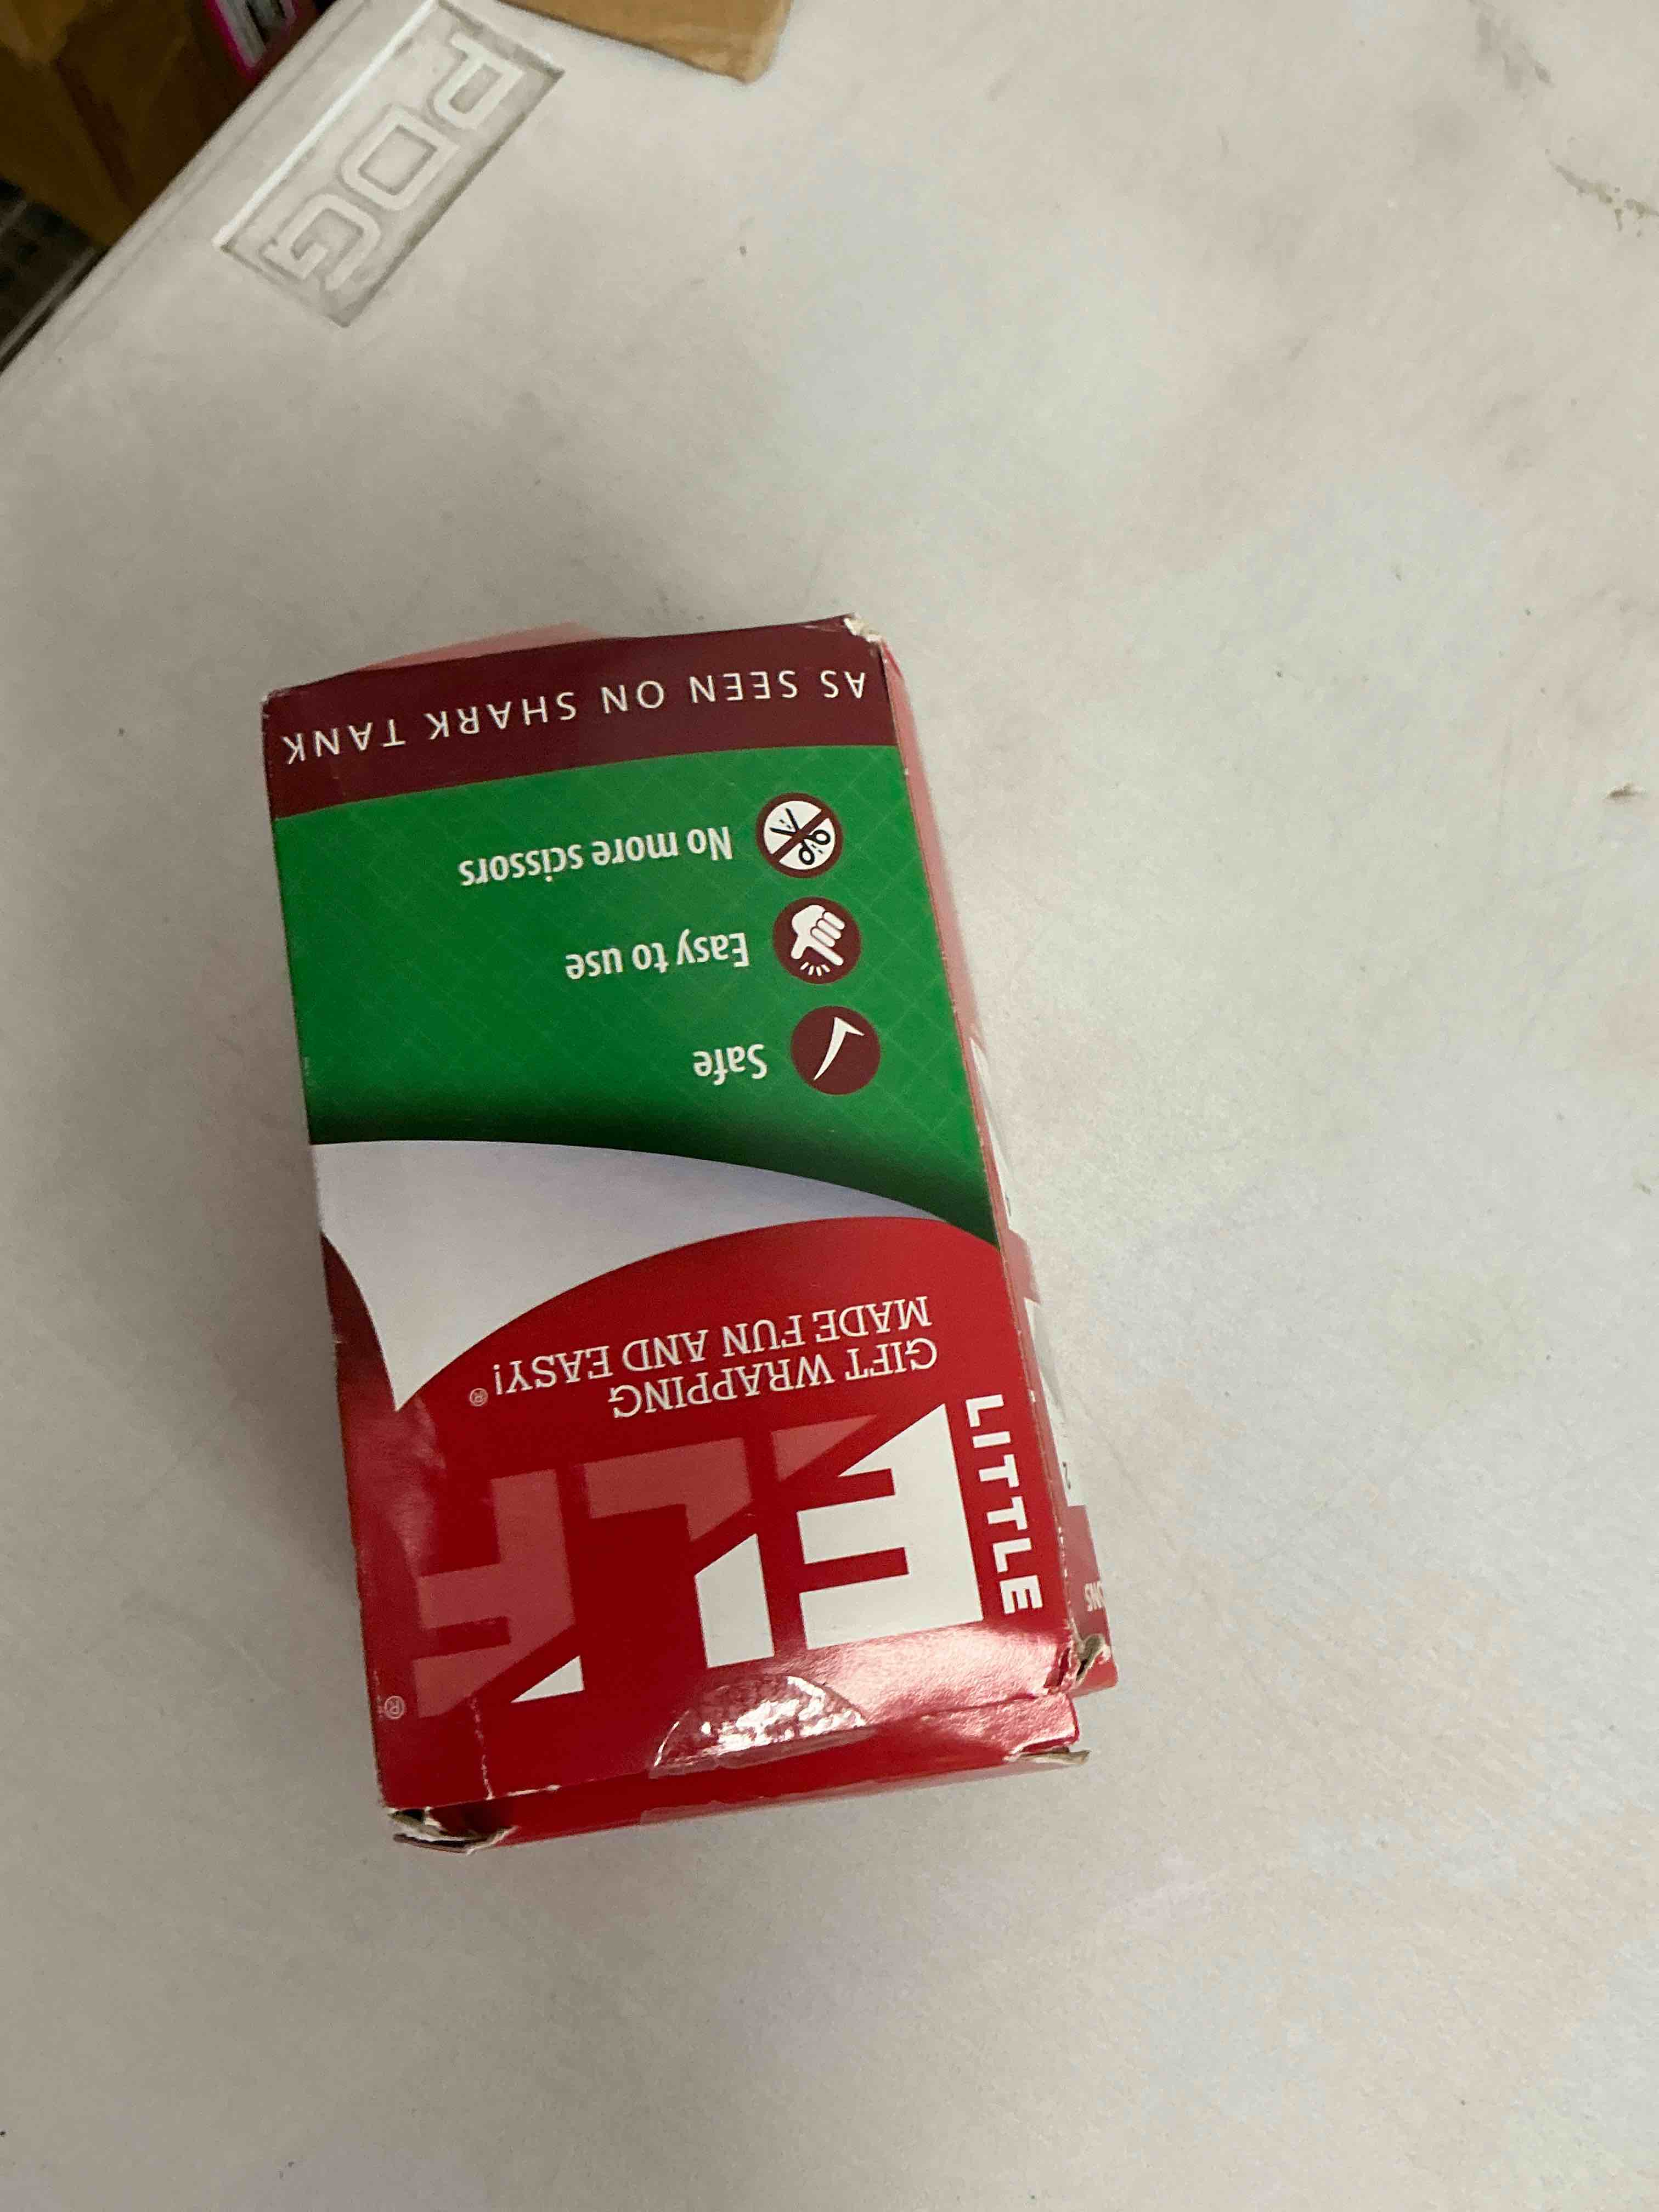 PDG
LITTLE
ELF®
GIFT WRAPPING
MADE FUN AND EASY!®
Safe
Easy to use
No more scissors
AS SEEN ON SHARK TANK